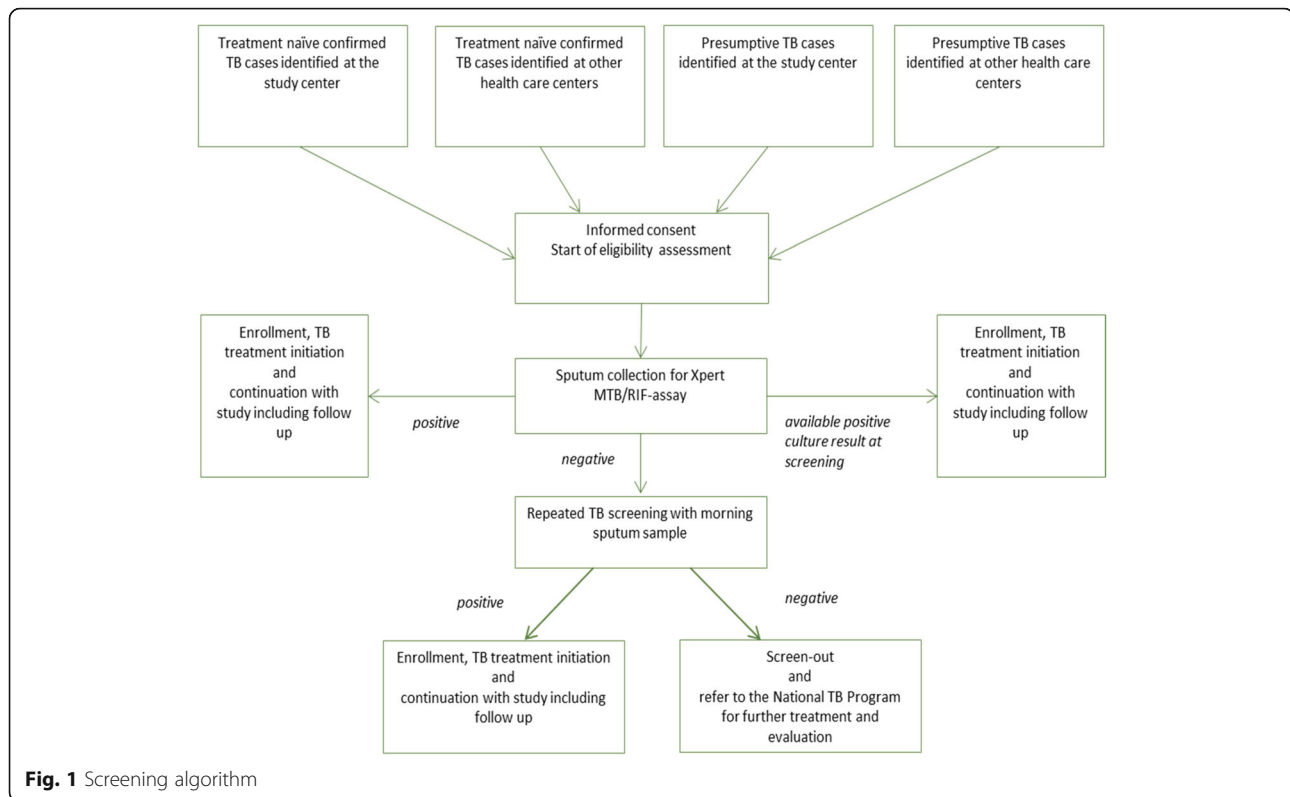 Treatment naïve confirmed
TB cases identified at the
study center
Treatment naïve confirmed
TB cases identified at other
health care centers
Presumptive TB cases
identified at the study center
Presumptive TB cases
identified at other health care
centers
Informed consent
Start of eligibility assessment
Enrollment, TB
treatment initiation
and
continuation with
study including follow
up
Sputum collection for Xpert
MTB/RIF-assay
Enrollment, TB
treatment initiation
and
continuation with
study including follow
up
positive
available positive
culture result at
screening
negative
Repeated TB screening with morning
sputum sample
positive
negative
Enrollment, TB treatment initiation
and
continuation with study including
follow up
Screen-out
and
refer to the National TB Program
for further treatment and
evaluation
Fig. 1 Screening algorithm